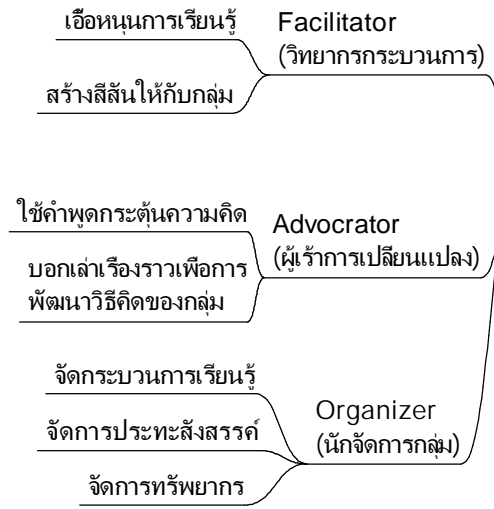 เอื้อหนุนการเรียนรู้
สร้างสีสันให้กับกลุ่ม
Facilitator
(วิทยากรกระบวนการ)
ใช้คำพูดกระตุ้นความคิด
บอกเล่าเรื่องราวเพื่อการ
พัฒนาวิธีคิดของกลุ่ม
Advocrator
(ผู้เร้าการเปลี่ยนแปลง)
จัดกระบวนการเรียนรู้
จัดการประทะสังสรรค์
จัดการทรัพยากร
Organizer
(นักจัดการกลุ่ม)